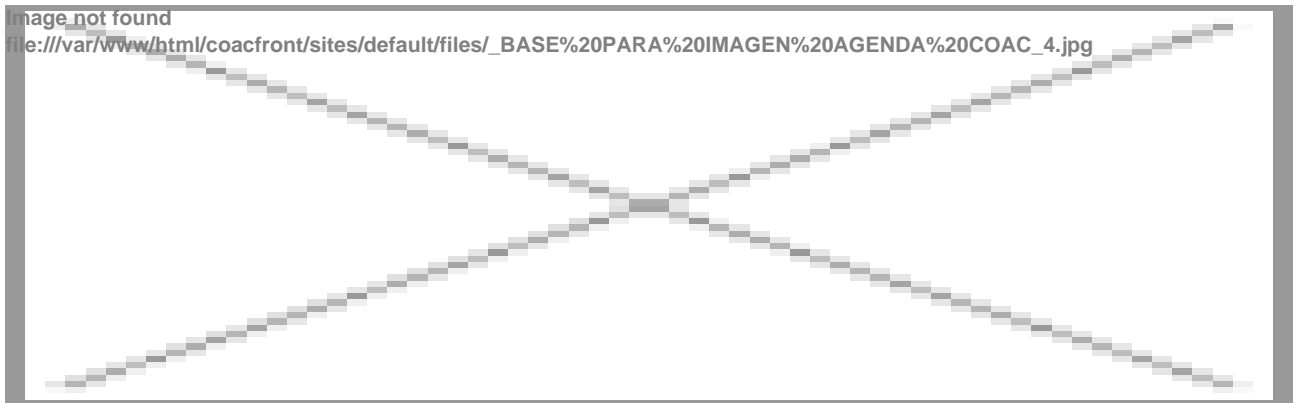 Image not found
file:///var/www/html/coacfront/sites/default/files/_BASE%20PARA%20IMAGEN%20AGENDA%20COAC_4.jpg